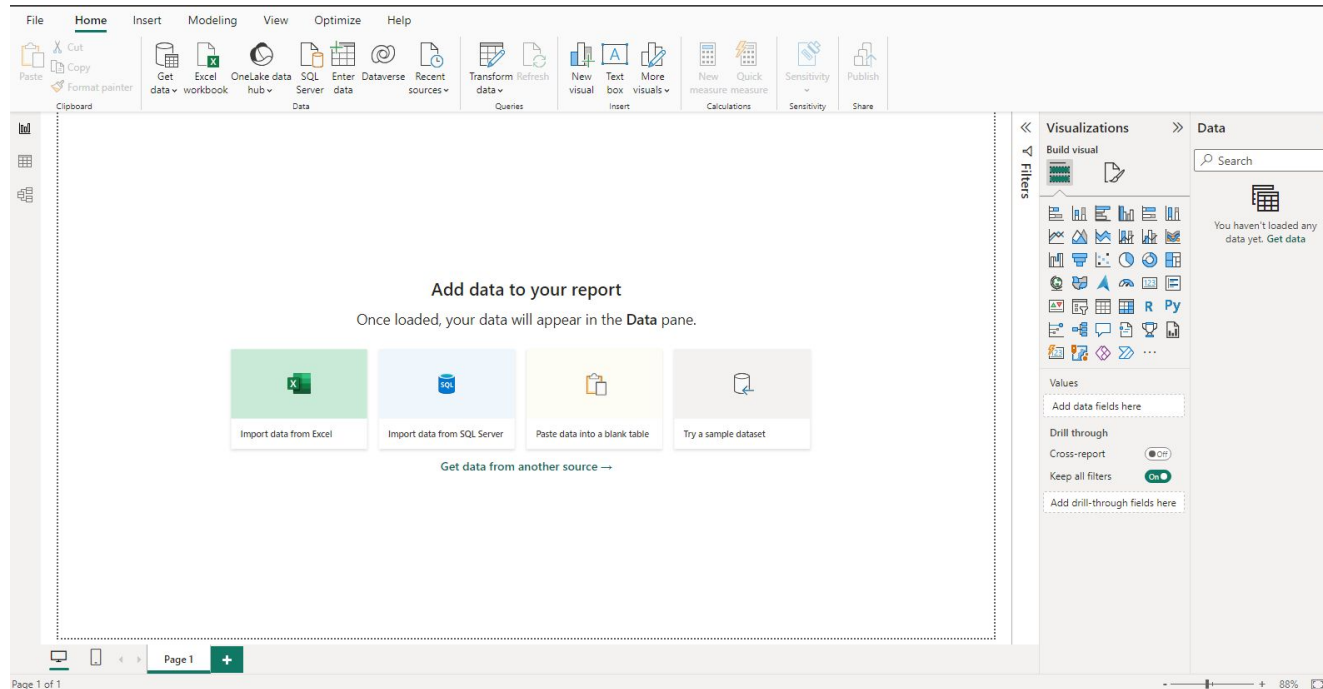 File Home Insert Modeling View Optimize Help
Paste
Cut
Copy
Format painter
Clipboard
Get data
Excel workbook
OneLake data hub
SQL Server
Enter data
Dataverse
Recent sources
Data
Transform data
Refresh
Queries
New visual
Text box
More visuals
Insert
New measure
Quick measure
Calculations
Sensitivity
Sensitivity
Publish
Share
Add data to your report
Once loaded, your data will appear in the Data pane.
SQL
Import data from Excel
Import data from SQL Server
Paste data into a blank table
Try a sample dataset
Get data from another source →
Filters
Visualizations
Build visual
123
R Py
123
Values
Add data fields here
Drill through
Cross-report Off
Keep all filters On
Add drill-through fields here
Data
Search
You haven't loaded any
data yet. Get data
Page 1
+
Page 1 of 1
- + 88%